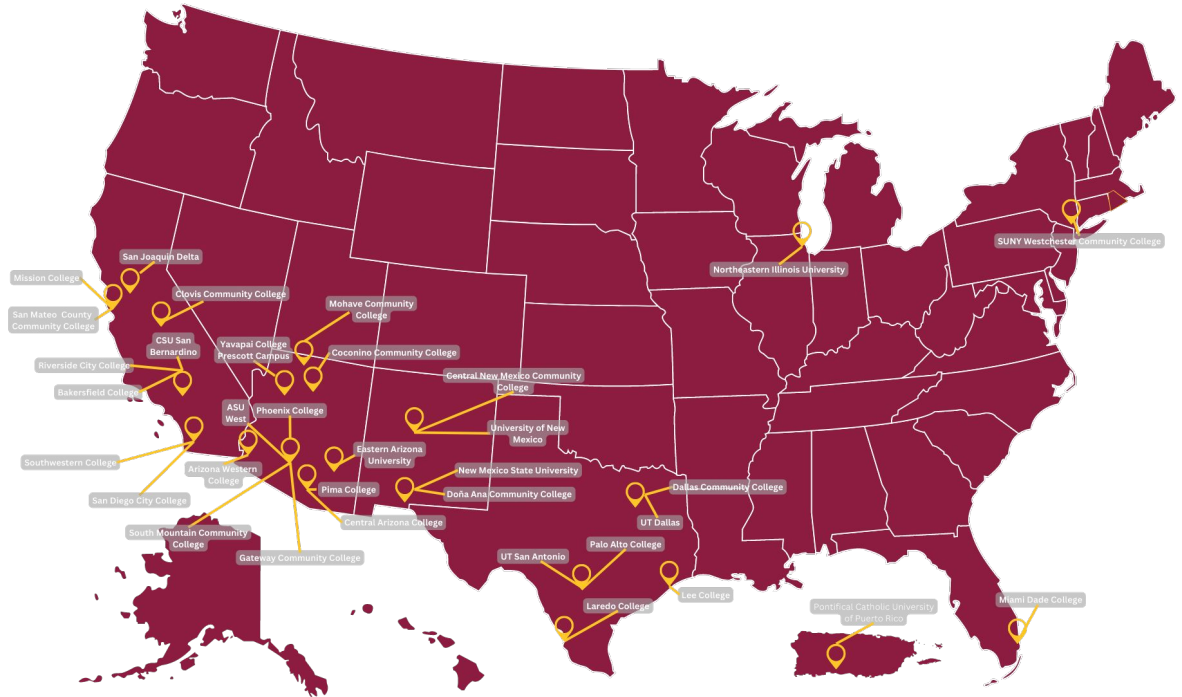 SUNY Westchester Community College
San Joaquin Delta
Northeastern Illinois University
Mission College
Clovis Community College
San Mateo County
Community College
Mohave Community
College
CSU San
Bernardino
Yavapai College
Prescott Campus
Coconino Community College
Riverside City College
Central New Mexico Community
College
Bakersfield College
ASU
West
Phoenix College
University of New
Mexico
Eastern Arizona
University
Southwestern College
Arizona Western
College
New Mexico State University
Pima College
Doña Ana Community College
Dallas Community College
San Diego City College
Central Arizona College
UT Dallas
South Mountain Community
College
Palo Alto College
Gateway Community College
UT San Antonio
Lee College
Laredo College
Pontifical Catholic University
of Puerto Rico
Miami Dade College